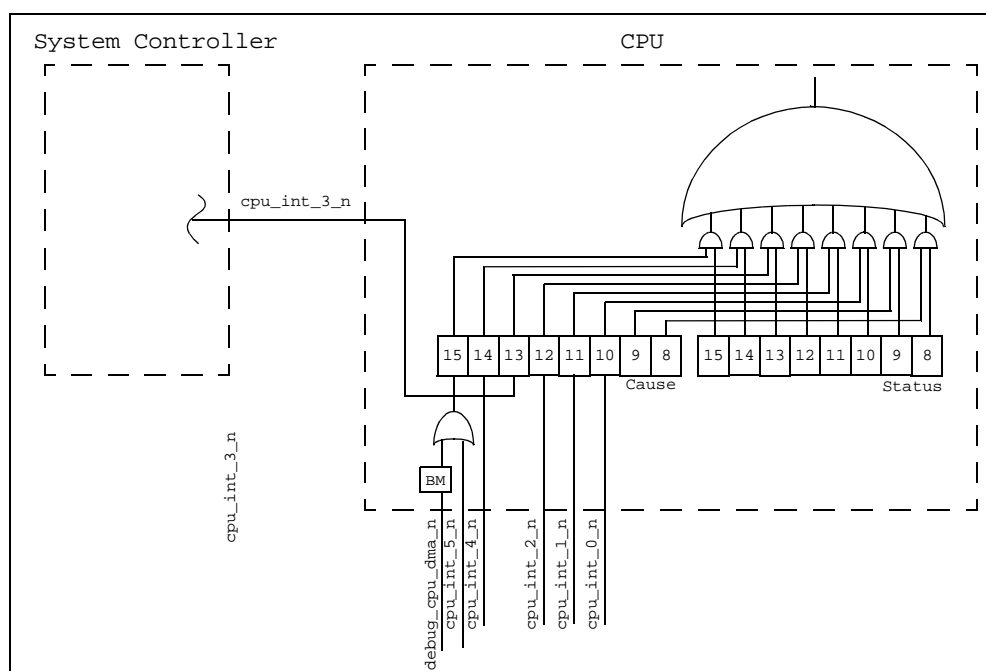 System Controller
CPU
cpu_int_3_n
15 14 13 12 11 10 9 8
15 14 13 12 11 10 9 8
Cause
Status
BM
cpu_int_3_n
debug_cpu_dma_n
cpu_int_5_n
cpu_int_4_n
cpu_int_2_n
cpu_int_1_n
cpu_int_0_n